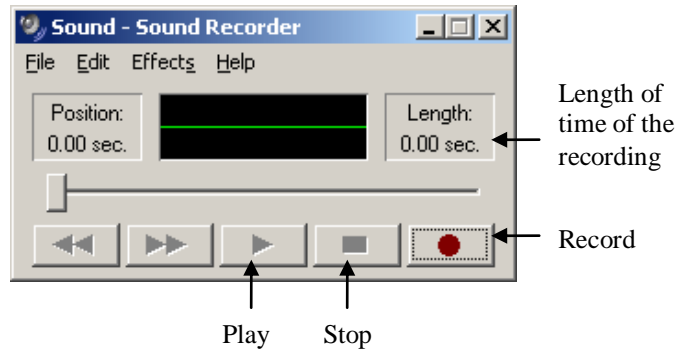 Sound - Sound Recorder
File Edit Effects Help
Position:
0.00 sec.
Length:
0.00 sec.
Length of
time of the
recording
Record
Play Stop